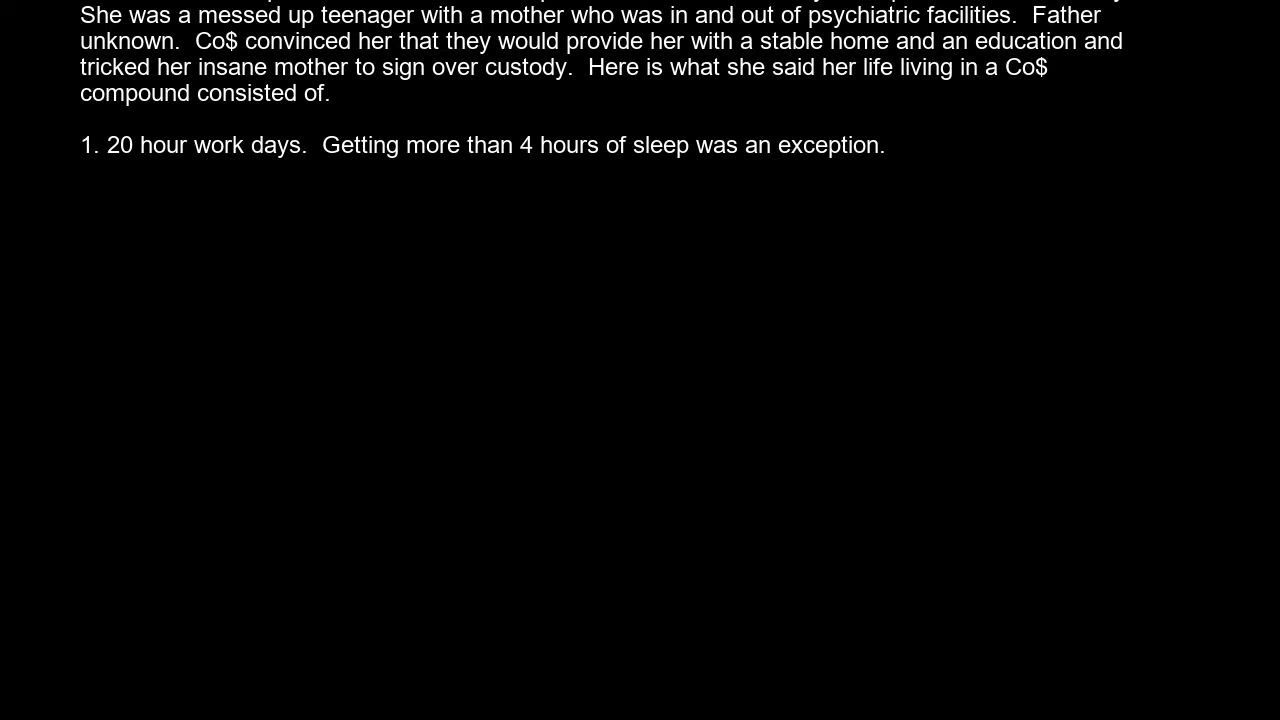 She was a messed up teenager with a mother who was in and out of psychiatric facilities.  Father
unknown.  Co$ convinced her that they would provide her with a stable home and an education and
tricked her insane mother to sign over custody.  Here is what she said her life living in a Co$
compound consisted of.
1. 20 hour work days.  Getting more than 4 hours of sleep was an exception.